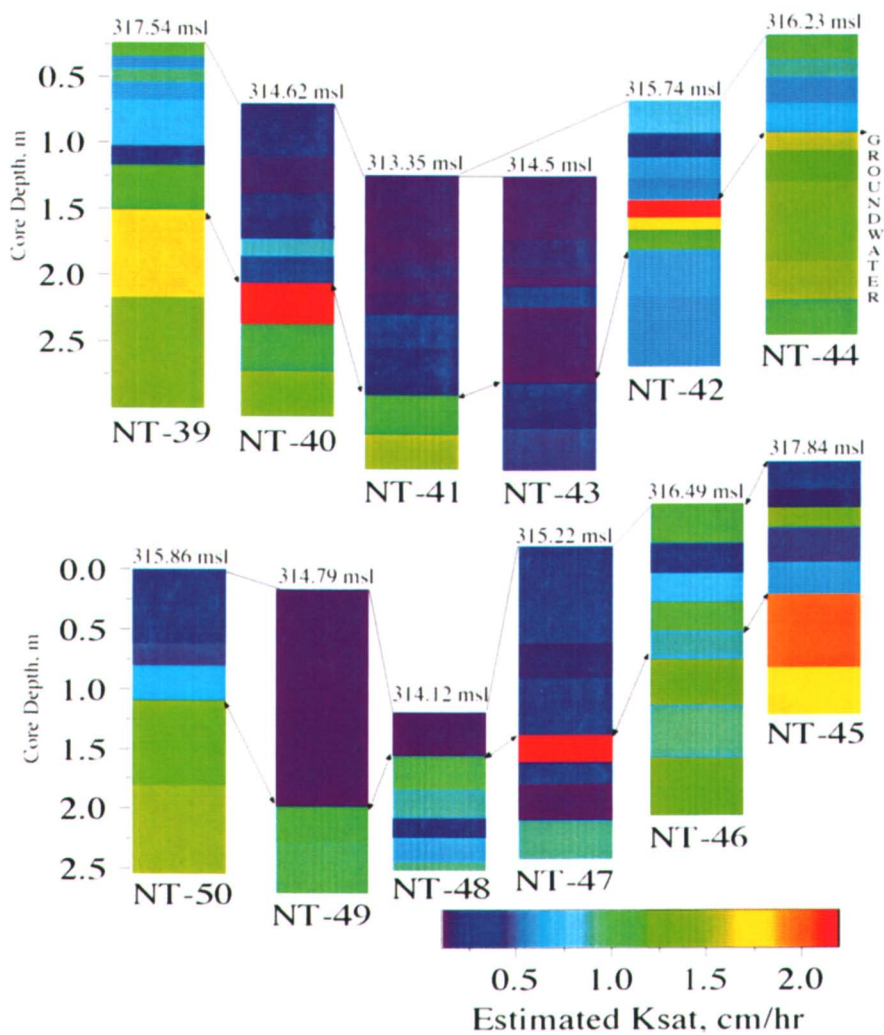 317.54 msl
316.23 msl
0.5
314.62 msl
315.74 msl
1.0
313.35 msl
314.5 msl
1.5
2.0
2.5
Core Depth, m
GROUNDWATER
NT-39
NT-40
NT-41
NT-43
NT-42
NT-44
317.84 msl
316.49 msl
315.22 msl
315.86 msl
314.79 msl
314.12 msl
0.0
0.5
1.0
1.5
2.0
2.5
Core Depth, m
NT-50
NT-49
NT-48
NT-47
NT-46
NT-45
0.5 1.0 1.5 2.0
Estimated Ksat, cm/hr